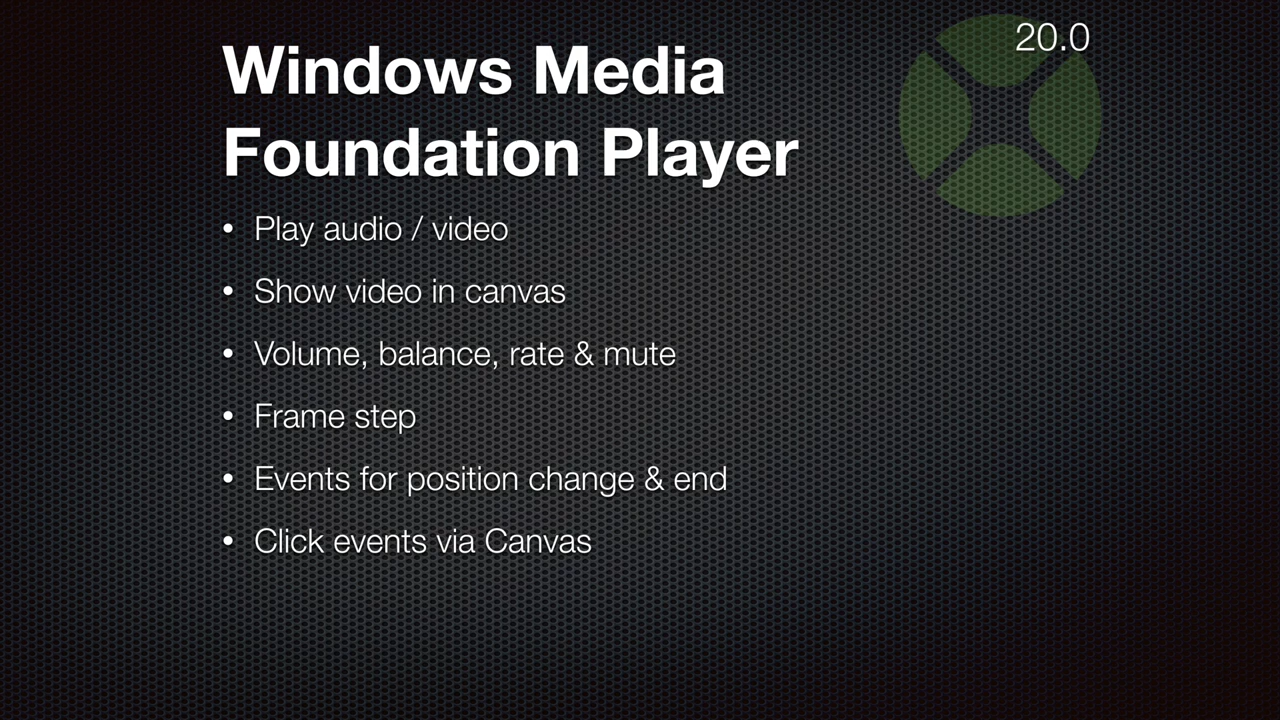 20.0
Windows Media
Foundation Player
• Play audio / video
• Show video in canvas
• Volume, balance, rate & mute
• Frame step
• Events for position change & end
• Click events via Canvas